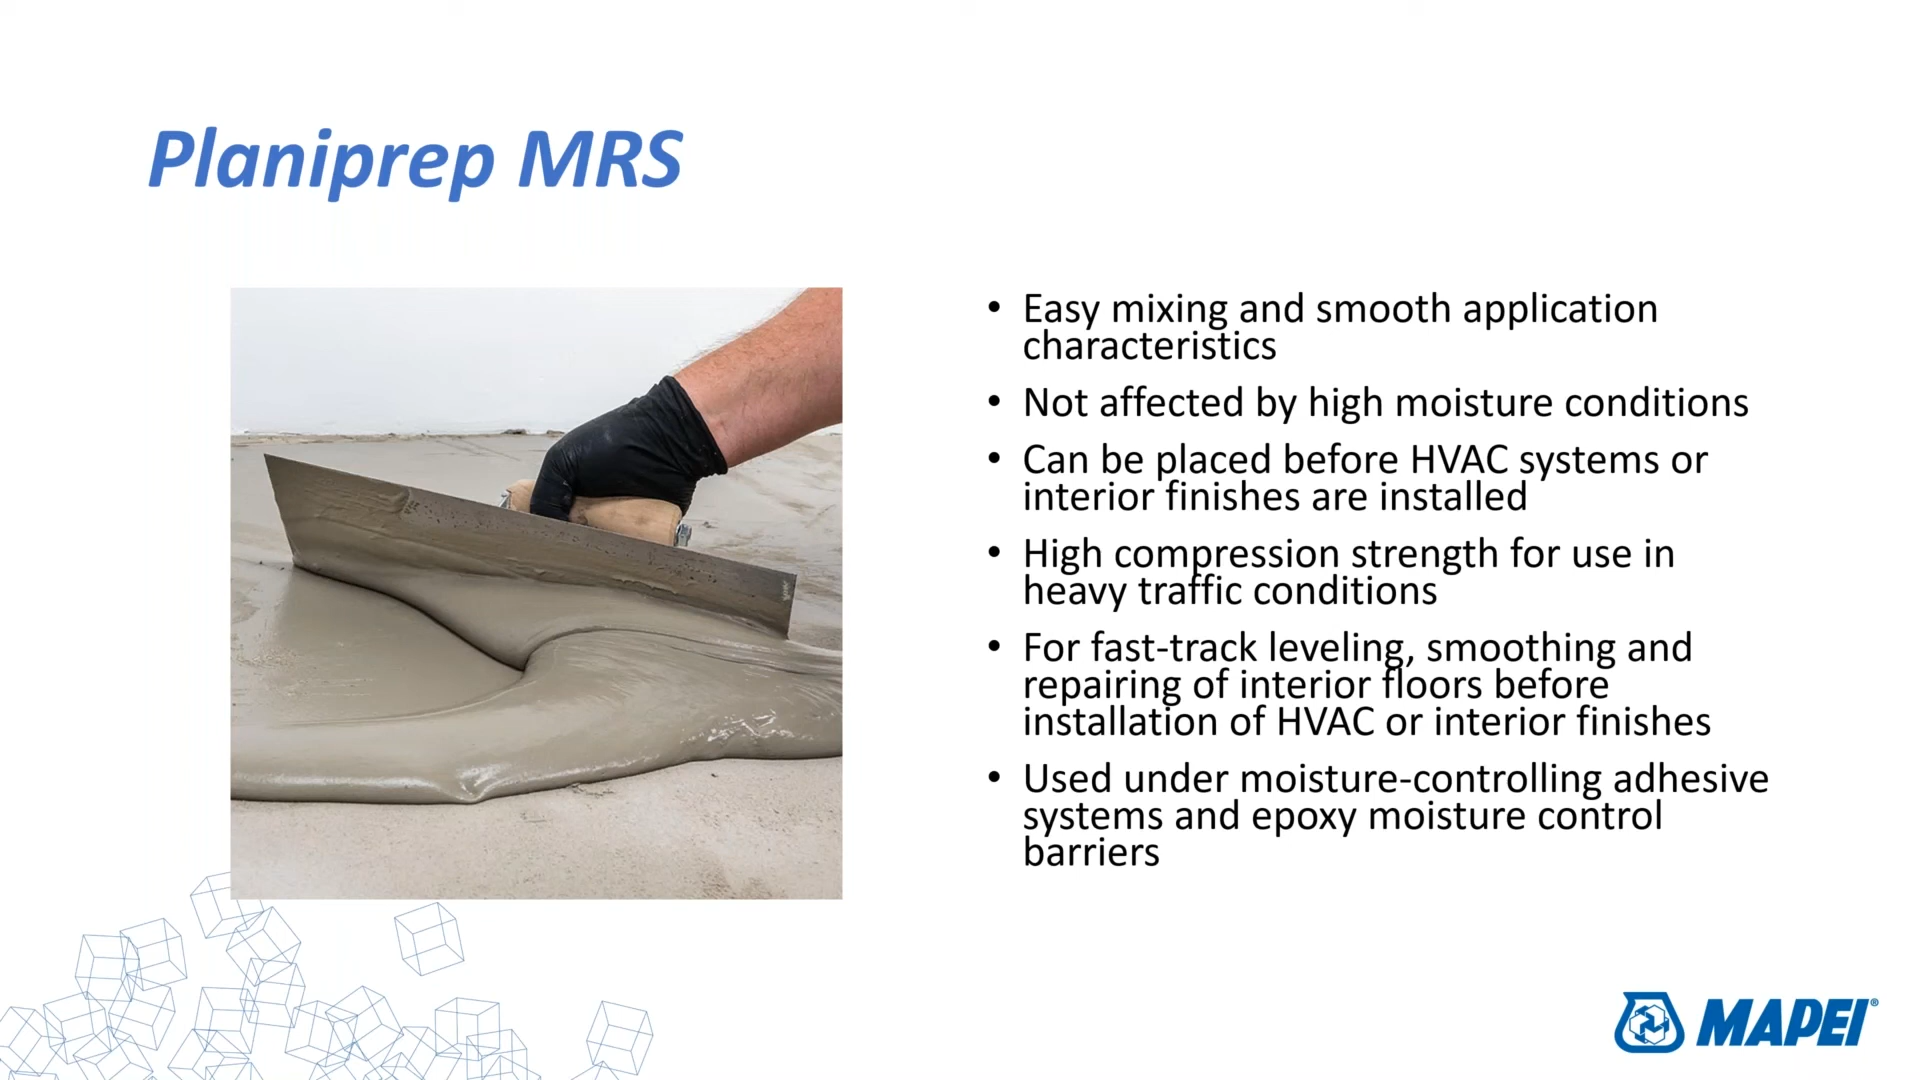 Planiprep MRS
• Easy mixing and smooth application
characteristics
• Not affected by high moisture conditions
• Can be placed before HVAC systems or
interior finishes are installed
• High compression strength for use in
heavy traffic conditions
• For fast-track leveling, smoothing and
repairing of interior floors before
installation of HVAC or interior finishes
• Used under moisture-controlling adhesive
systems and epoxy moisture control
barriers
MAPEI®